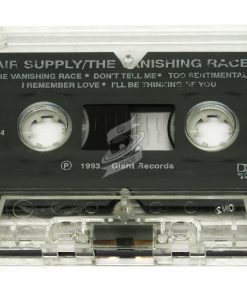 AIR SUPPLY/THE VANISHING RACE
THE VANISHING RACE • DON'T TELL ME • TOO SENTIMENTAL
I REMEMBER LOVE • I'LL BE THINKING OF YOU
℗ 1993 Giant Records